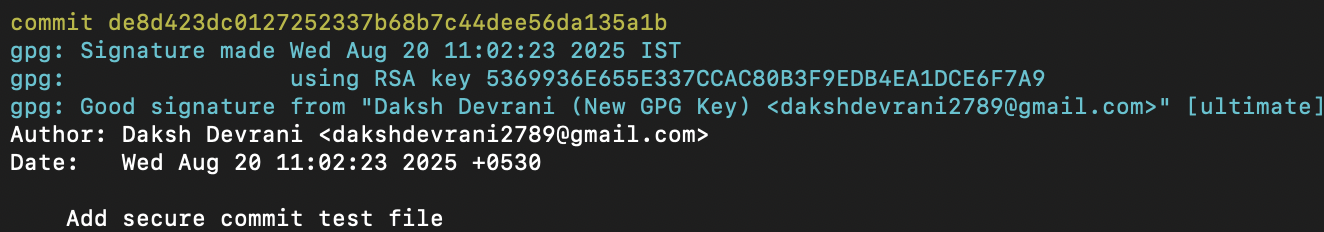 commit de8d423dc0127252337b68b7c44dee56da135a1b
gpg: Signature made Wed Aug 20 11:02:23 2025 IST
gpg:                using RSA key 5369936E655E337CCAC80B3F9EDB4EA1DCE6F7A9
gpg: Good signature from "Daksh Devrani (New GPG Key) <dakshdevrani2789@gmail.com>" [ultimate]
Author: Daksh Devrani <dakshdevrani2789@gmail.com>
Date:   Wed Aug 20 11:02:23 2025 +0530
    Add secure commit test file